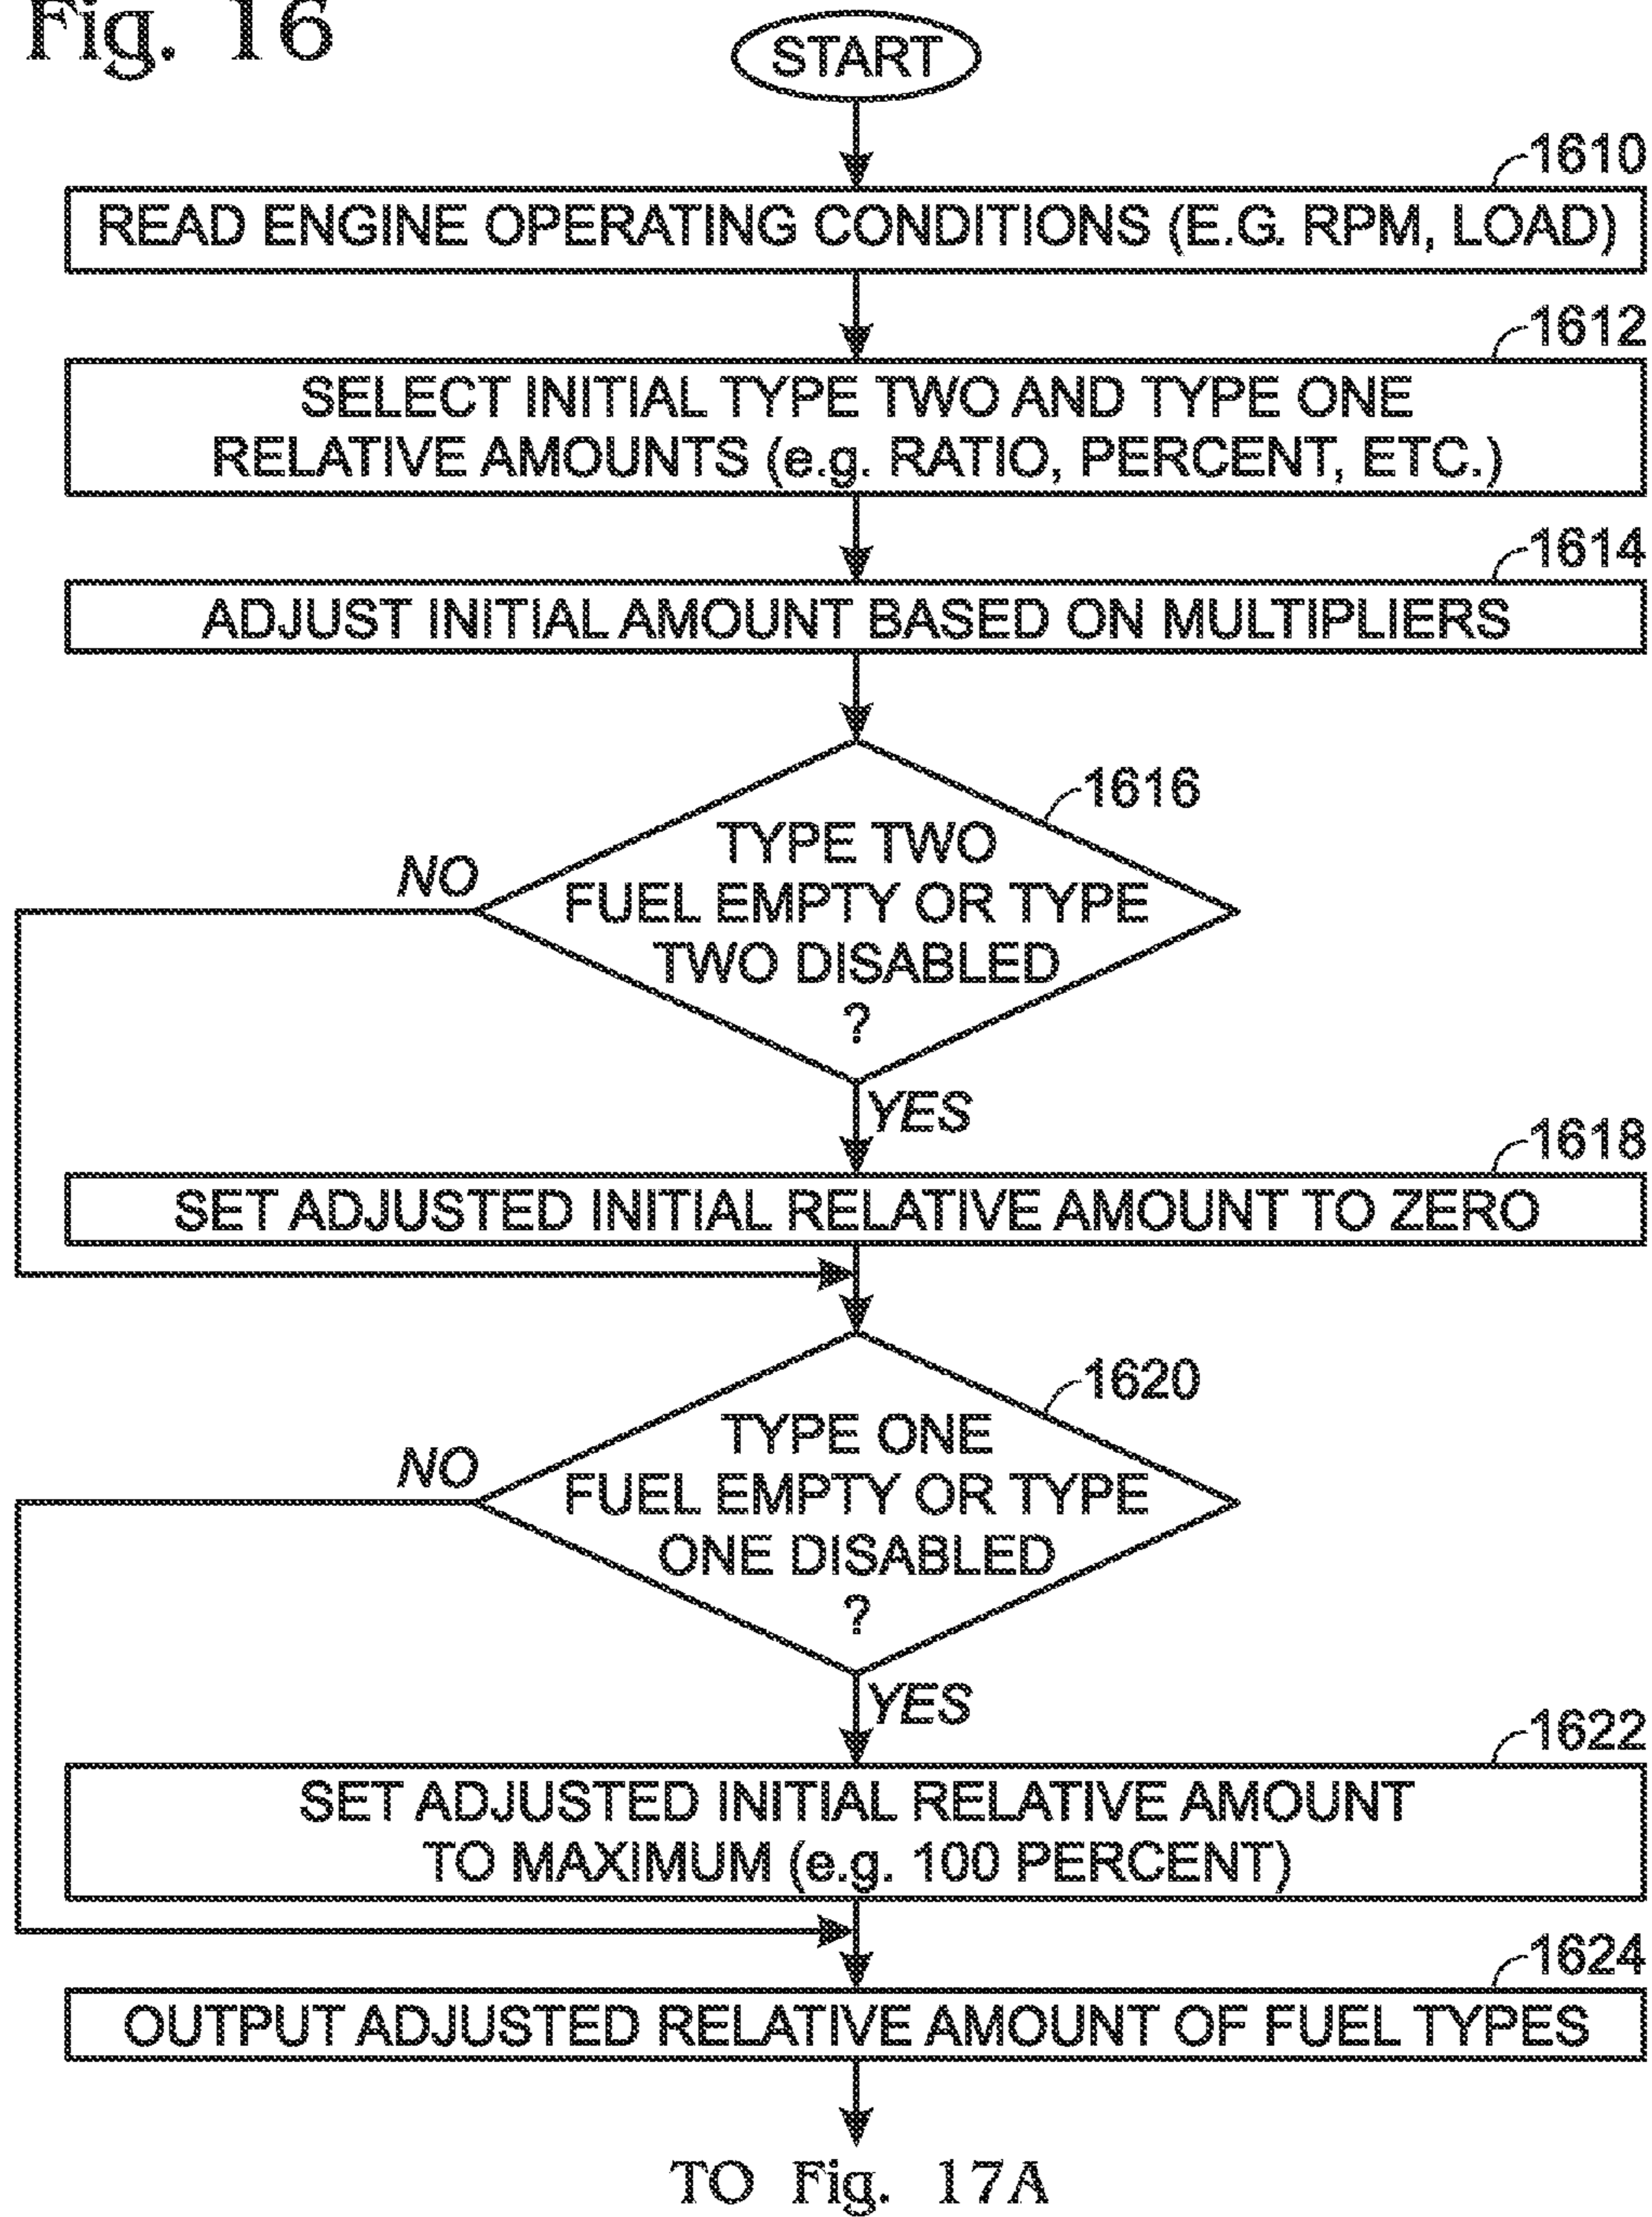 Fig. 16
START
1610
READ ENGINE OPERATING CONDITIONS (E.G. RPM, LOAD)
1612
SELECT INITIAL TYPE TWO AND TYPE ONE
RELATIVE AMOUNTS (e.g. RATIO, PERCENT, ETC.)
1614
ADJUST INITIAL AMOUNT BASED ON MULTIPLIERS
1616
TYPE TWO
FUEL EMPTY OR TYPE
TWO DISABLED
?
NO
YES
1618
SET ADJUSTED INITIAL RELATIVE AMOUNT TO ZERO
1620
TYPE ONE
FUEL EMPTY OR TYPE
ONE DISABLED
?
NO
YES
1622
SET ADJUSTED INITIAL RELATIVE AMOUNT
TO MAXIMUM (e.g. 100 PERCENT)
1624
OUTPUT ADJUSTED RELATIVE AMOUNT OF FUEL TYPES
TO Fig. 17A